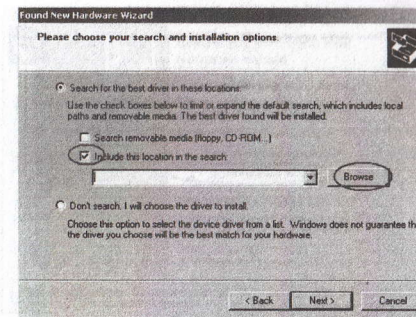 Found New Hardware Wizard
Please choose your search and installation options.
Search for the best driver in these locations.
Use the check boxes below to limit or expand the default search, which includes local
paths and removable media. The best driver found will be installed.
Search removable media (floppy, CD-ROM...)
Include this location in the search:
Browse
Don't search. I will choose the driver to install.
Choose this option to select the device driver from a list. Windows does not guarantee th
the driver you choose will be the best match for your hardware.
< Back Next > Cancel